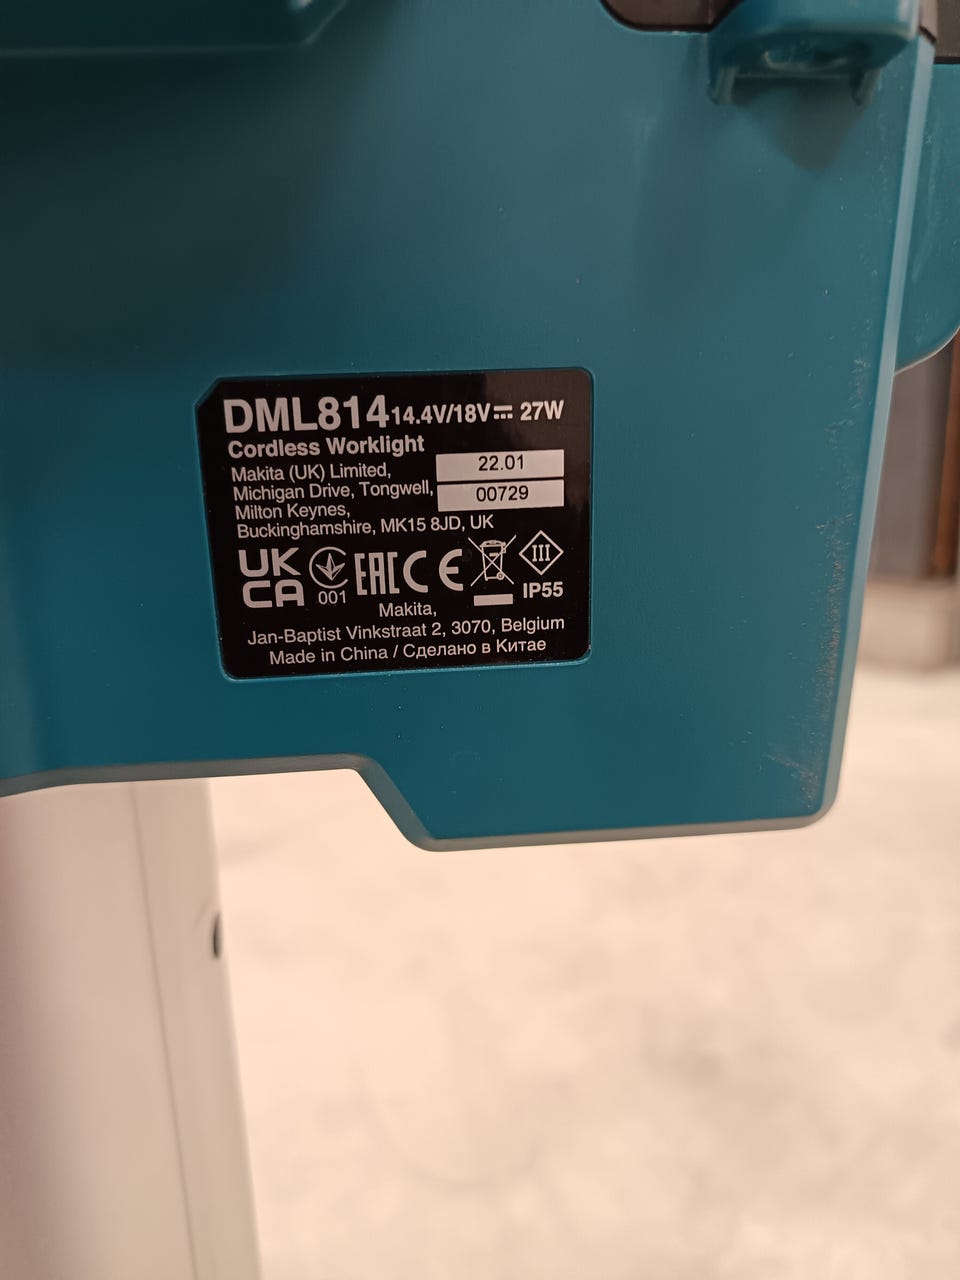 DML814 14.4V/18V⎓ 27W
Cordless Worklight
Makita (UK) Limited,
22.01
Michigan Drive, Tongwell,
00729
Milton Keynes,
Buckinghamshire, MK15 8JD, UK
UK
CA
001
EAC
CE
III
IP55
Makita,
Jan-Baptist Vinkstraat 2, 3070, Belgium
Made in China / Сделано в Китае